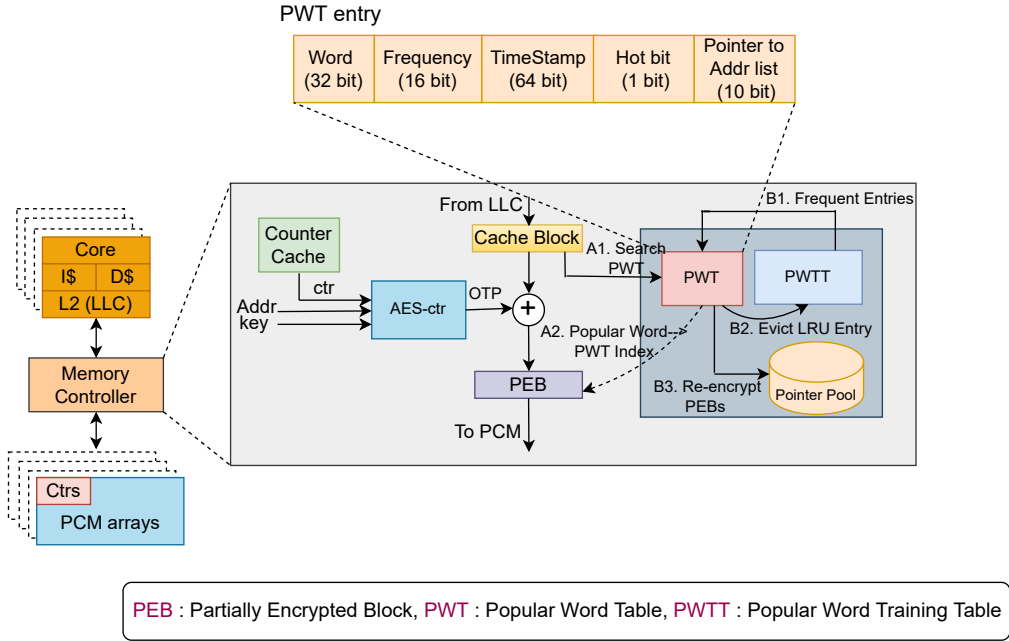 PWT entry
Word
(32 bit)
Frequency
(16 bit)
TimeStamp
(64 bit)
Hot bit
(1 bit)
Pointer to
Addr list
(10 bit)
Core
I$
D$
L2 (LLC)
Memory
Controller
Ctrs
PCM arrays
From LLC
Cache Block
Counter
Cache
ctr
Addr
key
AES-ctr
OTP
+
A1. Search
PWT
A2. Popular Word-->
PWT Index
PEB
To PCM
B1. Frequent Entries
PWT
PWTT
B2. Evict LRU Entry
B3. Re-encrypt
PEBs
Pointer Pool
PEB : Partially Encrypted Block, PWT : Popular Word Table, PWTT : Popular Word Training Table